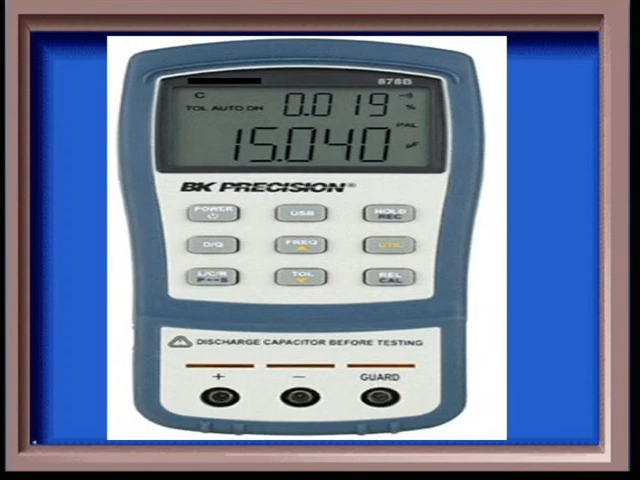 878B
C 0.019 %
TOL AUTO DH
PAL
15.040 µF
BK PRECISION®
POWER USB HOLD
REC
D/Q FREQ UTIL
L/C/R TOL REL
P↔S CAL
DISCHARGE CAPACITOR BEFORE TESTING
+ − GUARD